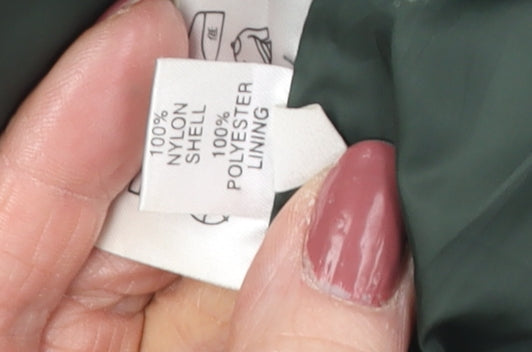 100%
NYLON
SHELL
100%
POLYESTER
LINING